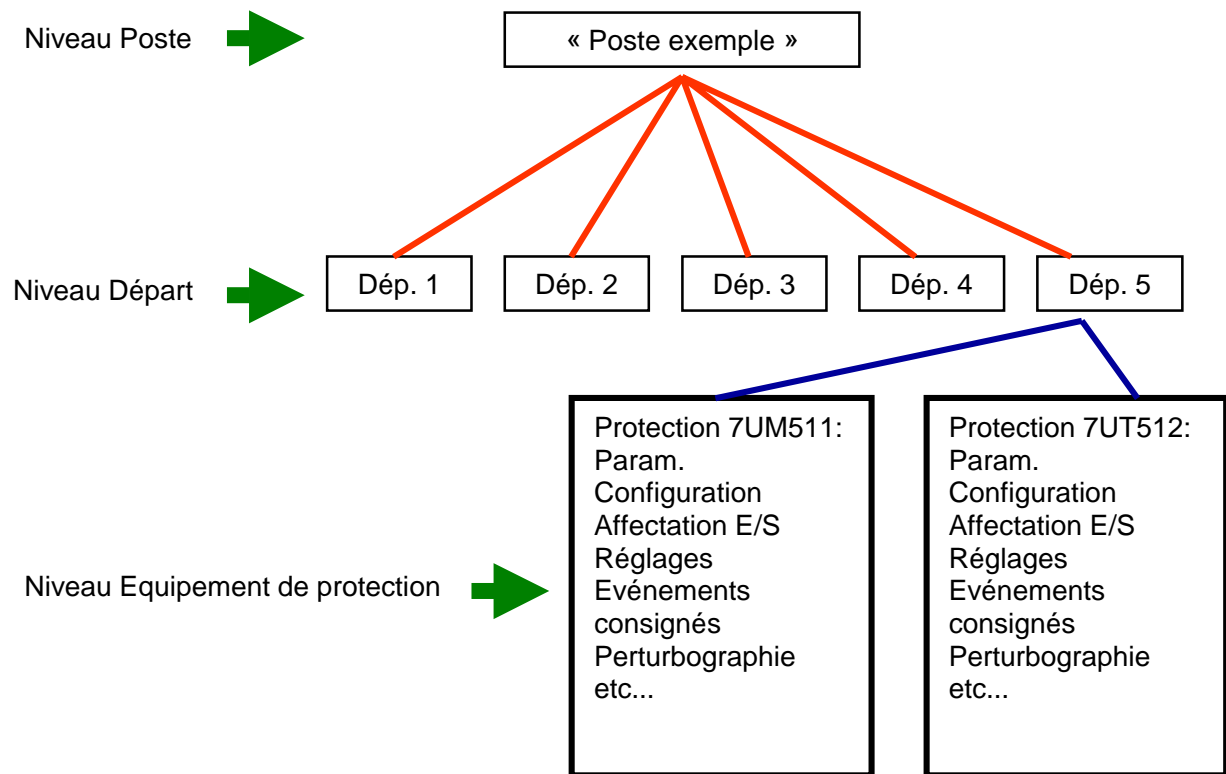 Niveau Poste
« Poste exemple »
Niveau Départ
Dép. 1
Dép. 2
Dép. 3
Dép. 4
Dép. 5
Niveau Equipement de protection
Protection 7UM511:
Param.
Configuration
Affectation E/S
Réglages
Evénements
consignés
Perturbographie
etc...
Protection 7UT512:
Param.
Configuration
Affectation E/S
Réglages
Evénements
consignés
Perturbographie
etc...